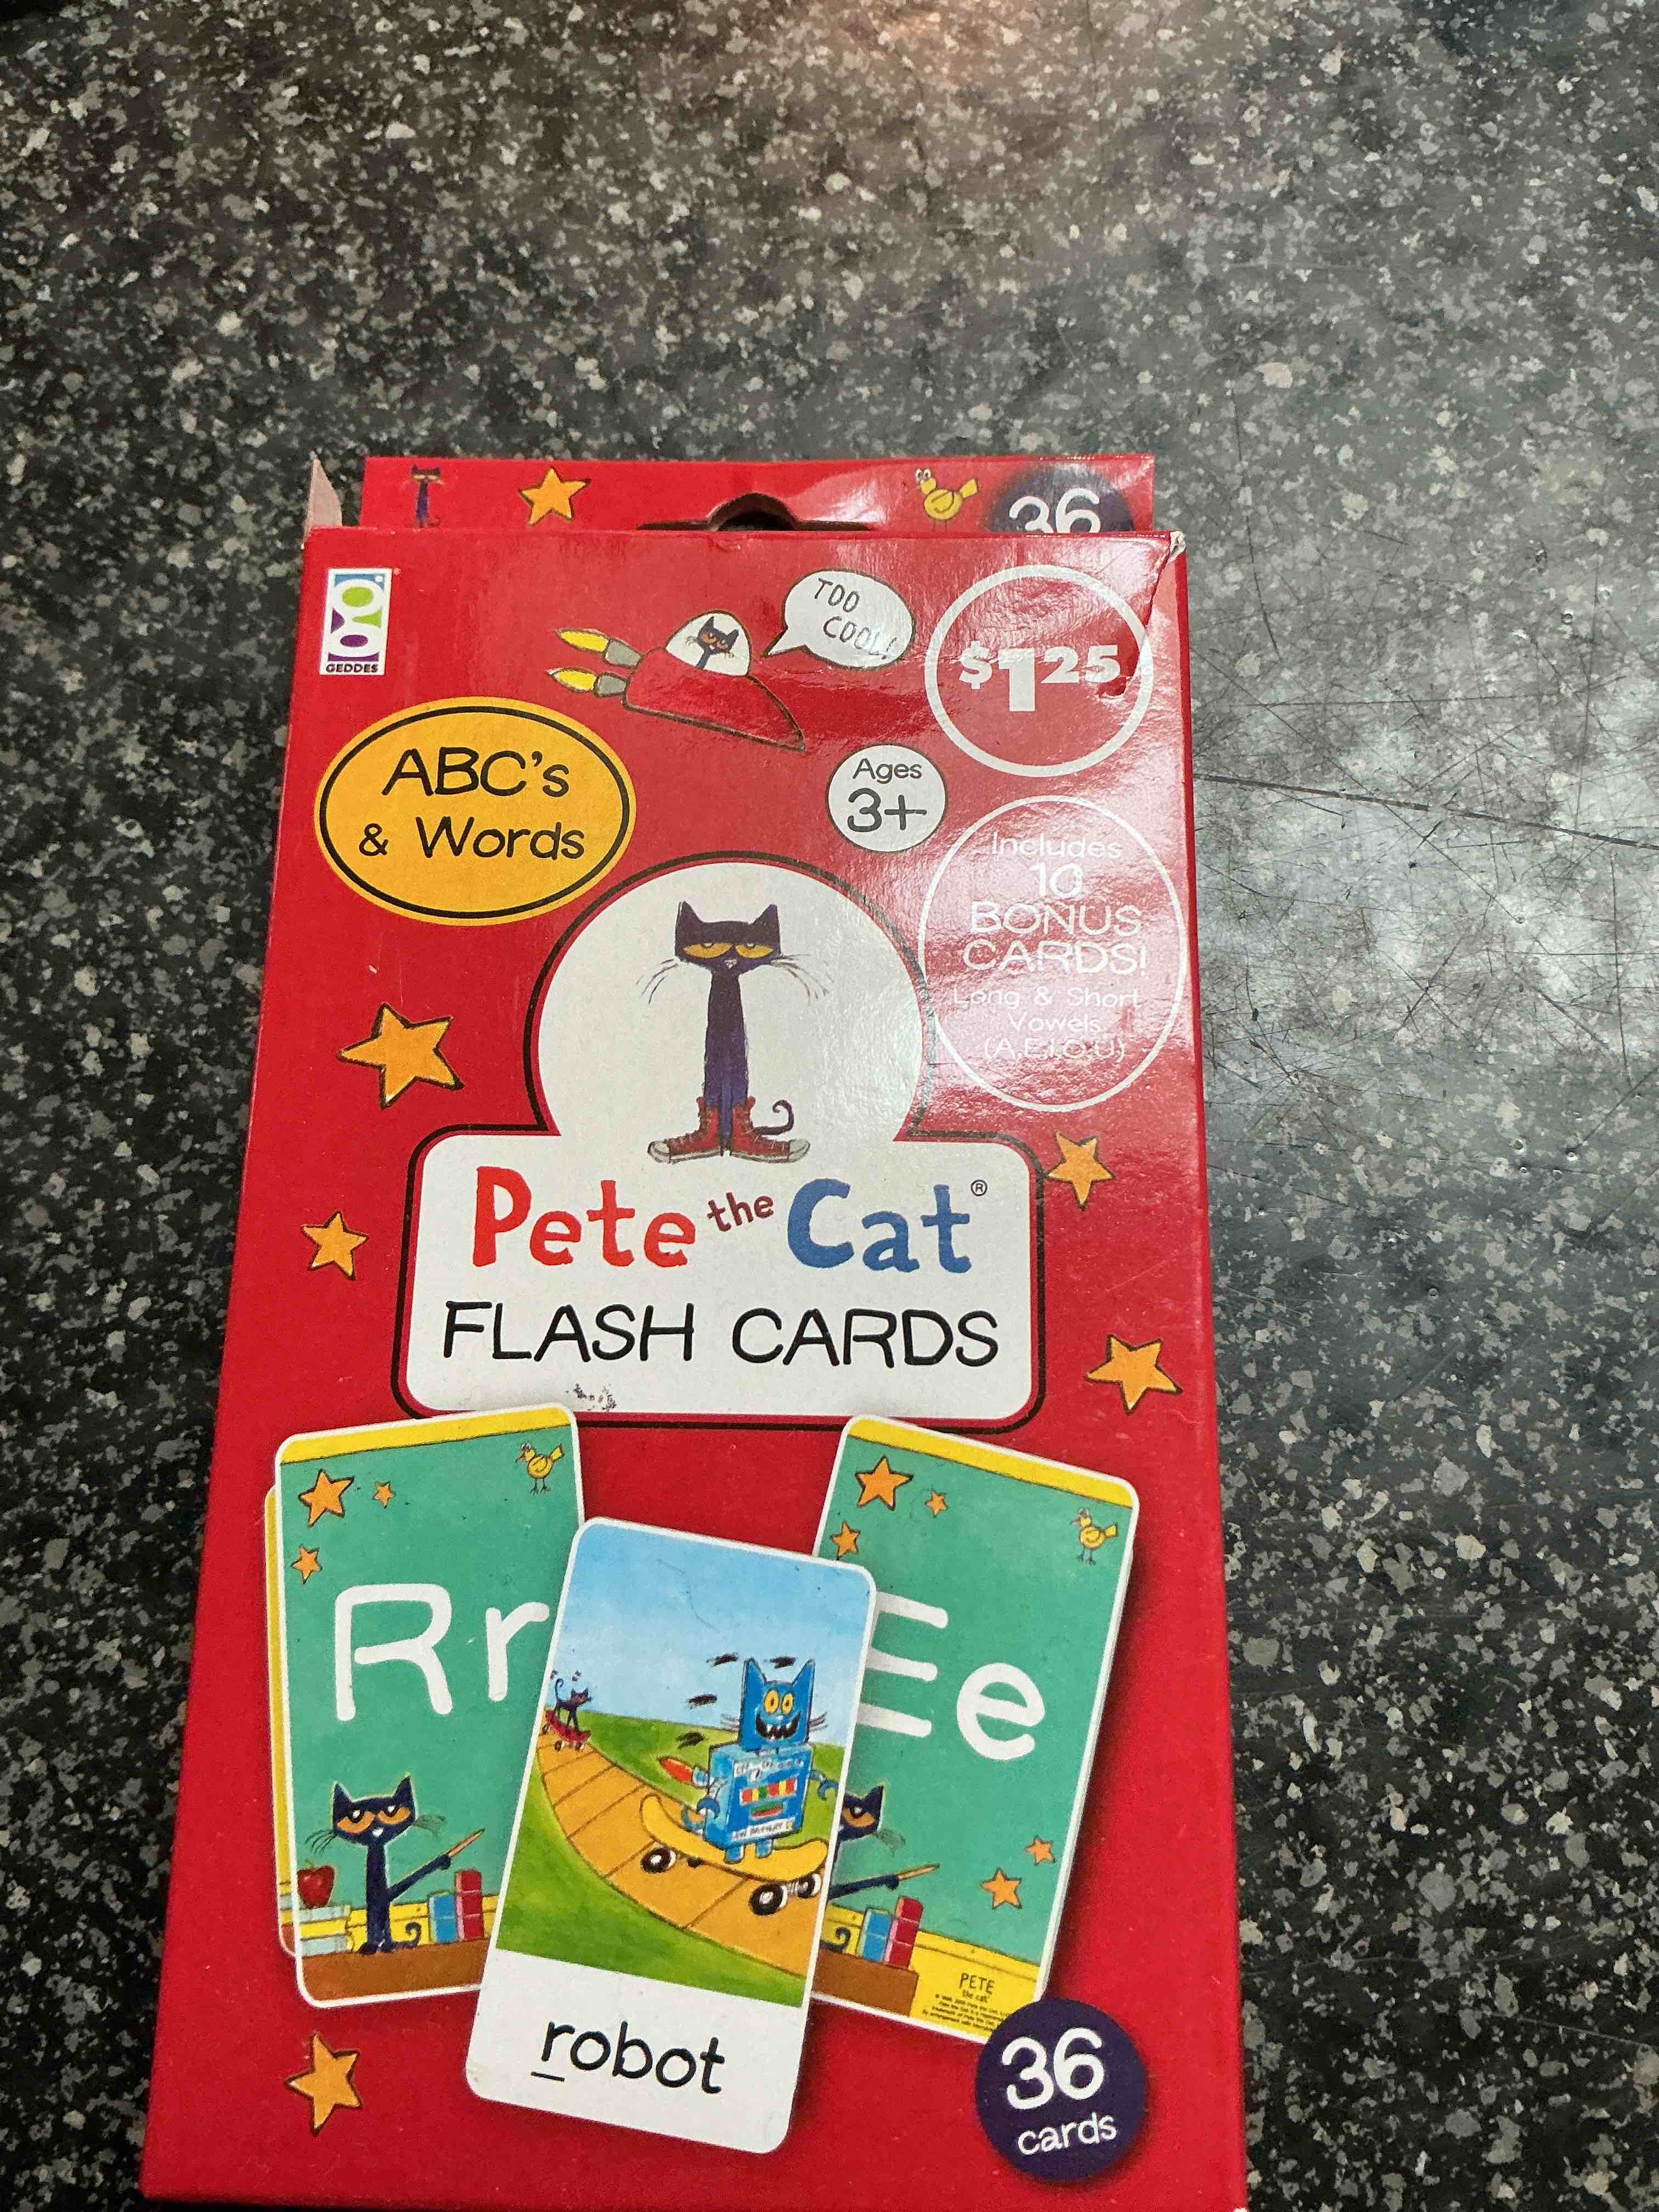 36
GEDDES
TOO
COOL!
$1.25
ABC's
& Words
Ages
3+
Includes
10
BONUS
CARDS!
Long & Short
Vowels
(A,E,I,O,U)
Pete the Cat®
FLASH CARDS
Rr
Ee
robot
PETE
the cat
36
cards